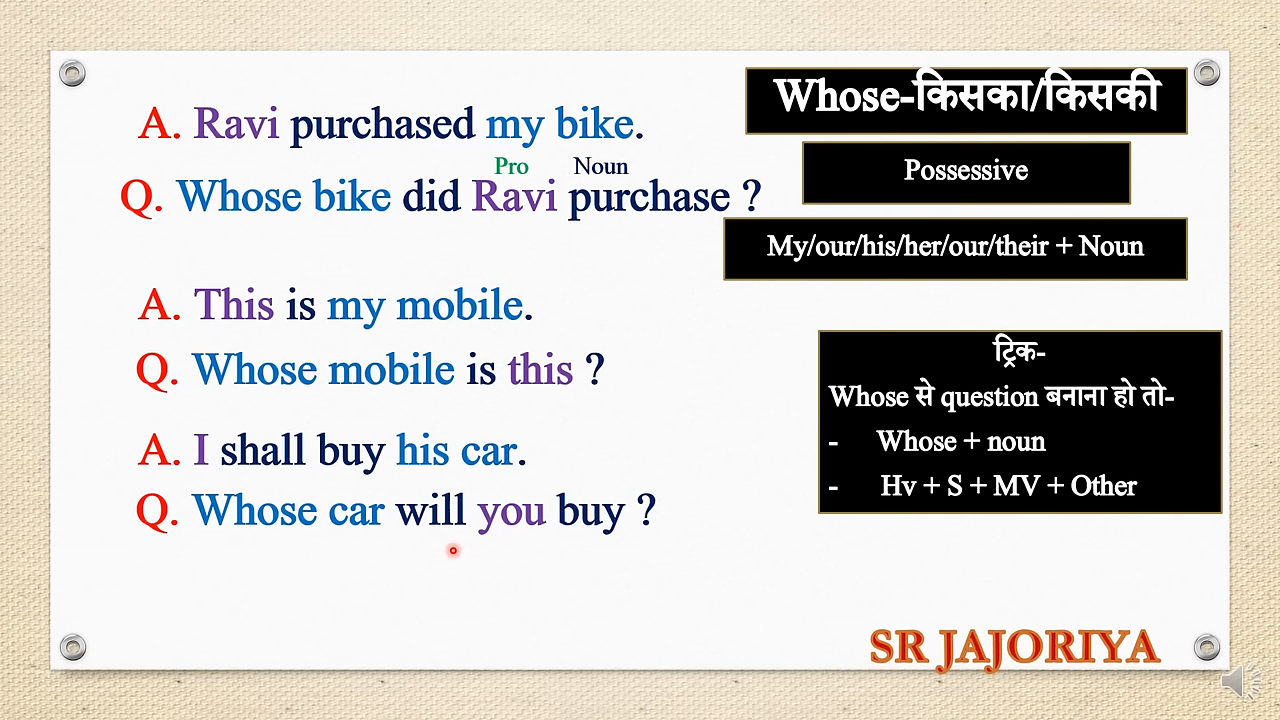 A. Ravi purchased my bike.
Pro Noun
Q. Whose bike did Ravi purchase ?
A. This is my mobile.
Q. Whose mobile is this ?
A. I shall buy his car.
Q. Whose car will you buy ?
Whose-किसका/किसकी
Possessive
My/our/his/her/our/their + Noun
ट्रिक-
Whose से question बनाना हो तो-
- Whose + noun
- Hv + S + MV + Other
SR JAJORIYA